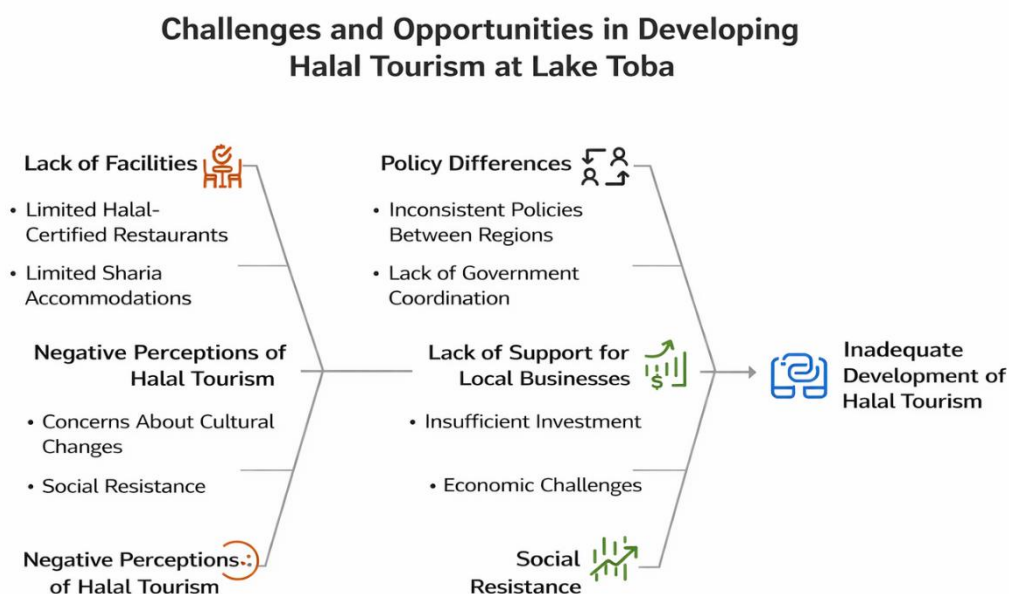 Challenges and Opportunities in Developing
Halal Tourism at Lake Toba
Lack of Facilities
• Limited Halal-
Certified Restaurants
• Limited Sharia
Accommodations
Negative Perceptions of
Halal Tourism
• Concerns About Cultural
Changes
• Social Resistance
Negative Perceptions
of Halal Tourism
Policy Differences
• Inconsistent Policies
Between Regions
• Lack of Government
Coordination
Lack of Support for
Local Businesses
$
• Insufficient Investment
• Economic Challenges
Social
Resistance
Inadequate
Development of
Halal Tourism